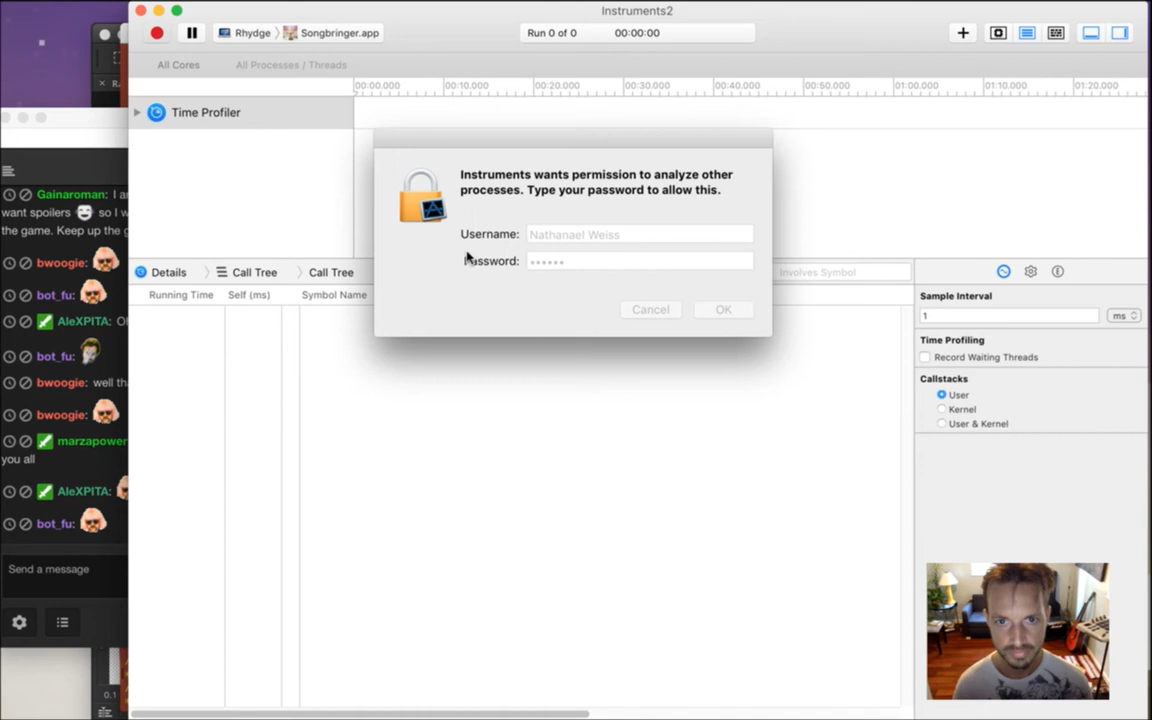 Instruments2
Rhydge
Songbringer.app
Run 0 of 0 00:00:00
All Cores All Processes / Threads
00:00.000 00:10.000 00:20.000 00:30.000 00:40.000 00:50.000 01:00.000 01:10.000 01:20.000
Time Profiler
Instruments wants permission to analyze other
processes. Type your password to allow this.
Username: Nathanael Weiss
Password: ••••••
Cancel OK
Details Call Tree Call Tree
Involves Symbol
Running Time Self (ms) Symbol Name
Sample Interval
1 ms
Time Profiling
Record Waiting Threads
Callstacks
User
Kernel
User & Kernel
Gainaroman: I
want spoilers so I
the game. Keep up the
bwoogie:
bot_fu:
AleXPITA:
bot_fu:
bwoogie: well
bwoogie:
marzapower
you all
AleXPITA:
bot_fu:
Send a message
0.1